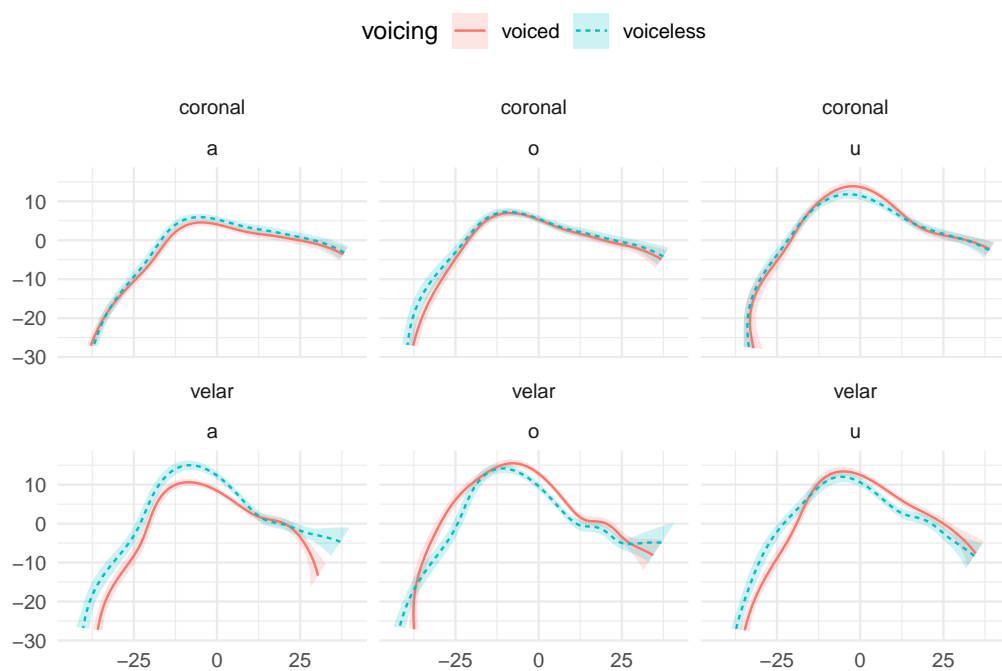 voicing voiced voiceless
coronal coronal coronal
a o u
10
0
−10
−20
−30
velar velar velar
a o u
10
0
−10
−20
−30
−25 0 25 −25 0 25 −25 0 25